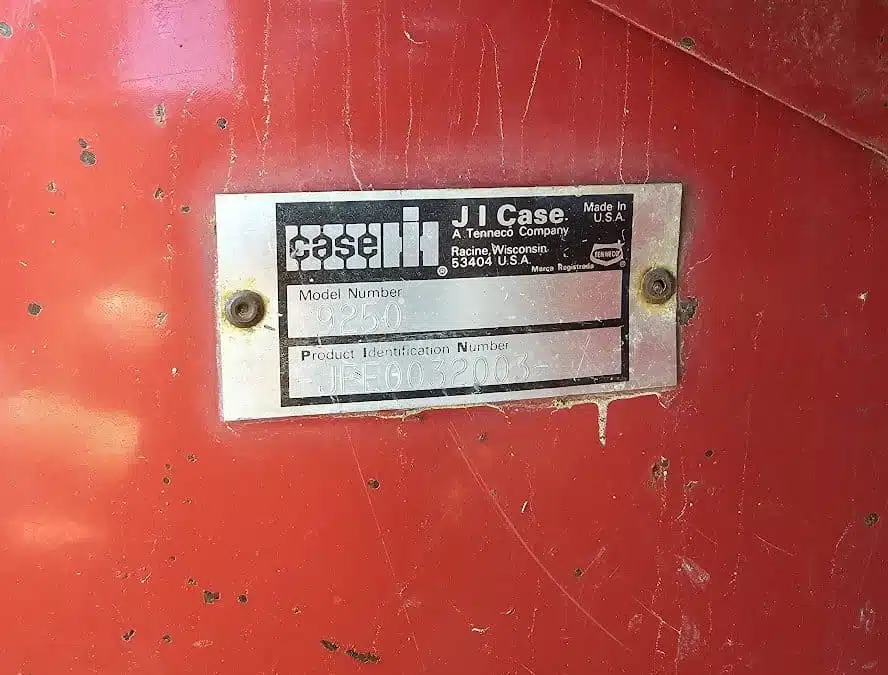 case IH ®
J I Case
A Tenneco Company
Racine, Wisconsin
53404 U.S.A.
Made In
U.S.A.
TENNECO ®
Marca Registrada
Model Number
9250
Product Identification Number